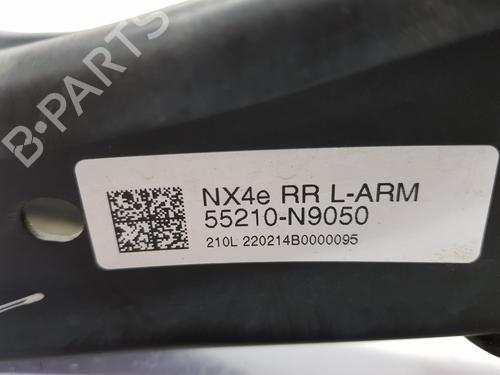 B-PARTS
NX4e RR L-ARM
55210-N9050
210L 220214B0000095